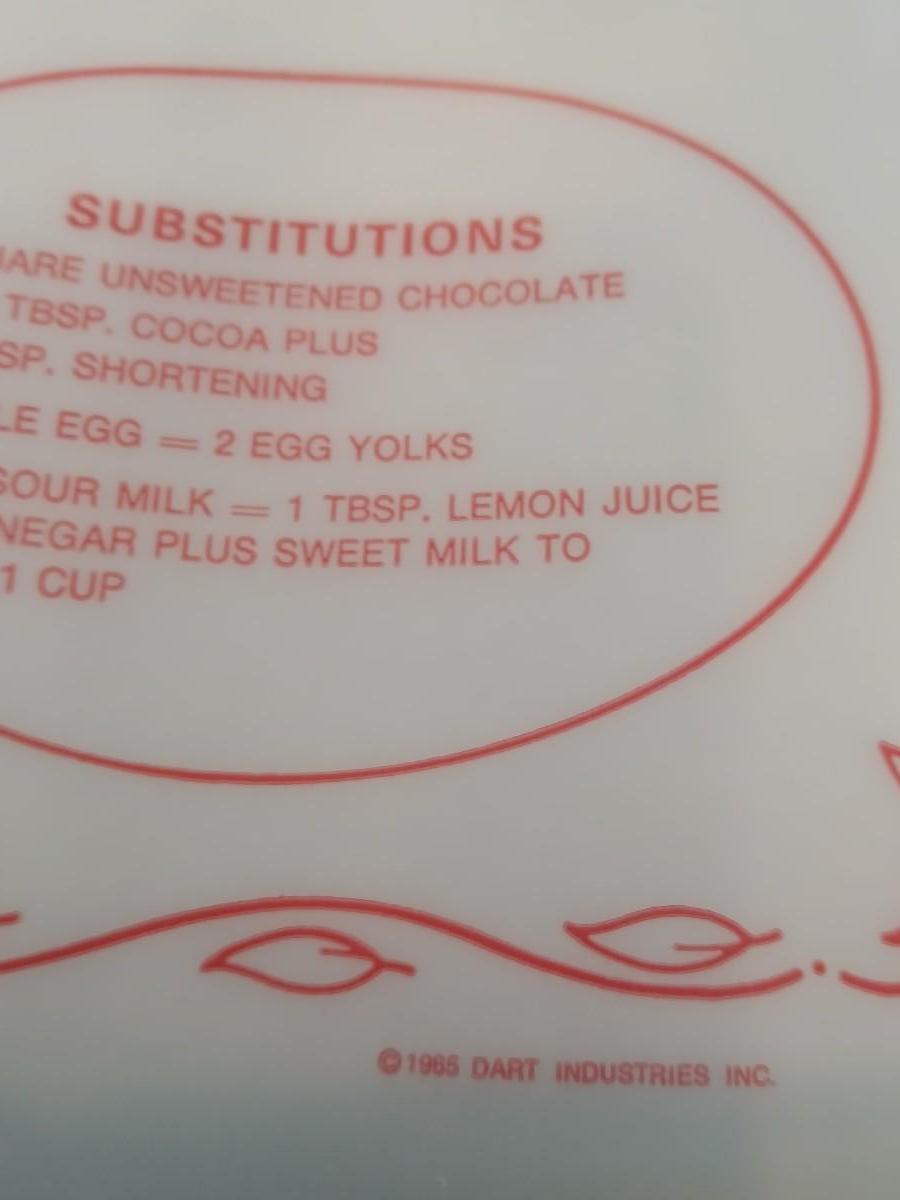 SUBSTITUTIONS
UARE UNSWEETENED CHOCOLATE
TBSP. COCOA PLUS
SP. SHORTENING
LE EGG = 2 EGG YOLKS
SOUR MILK = 1 TBSP. LEMON JUICE
NEGAR PLUS SWEET MILK TO
1 CUP
©1965 DART INDUSTRIES INC.